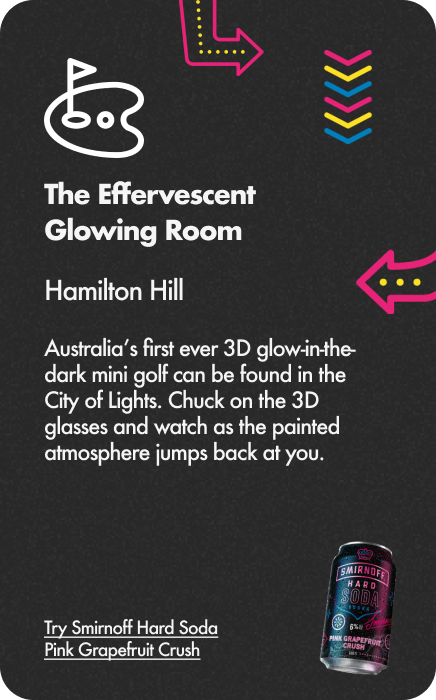 The Effervescent
Glowing Room
Hamilton Hill
Australia's first ever 3D glow-in-the-
dark mini golf can be found in the
City of Lights. Chuck on the 3D
glasses and watch as the painted
atmosphere jumps back at you.
Try Smirnoff Hard Soda
Pink Grapefruit Crush
SMIRNOFF
HARD
SODA
VODKA
6%
PINK GRAPEFRUIT
CRUSH